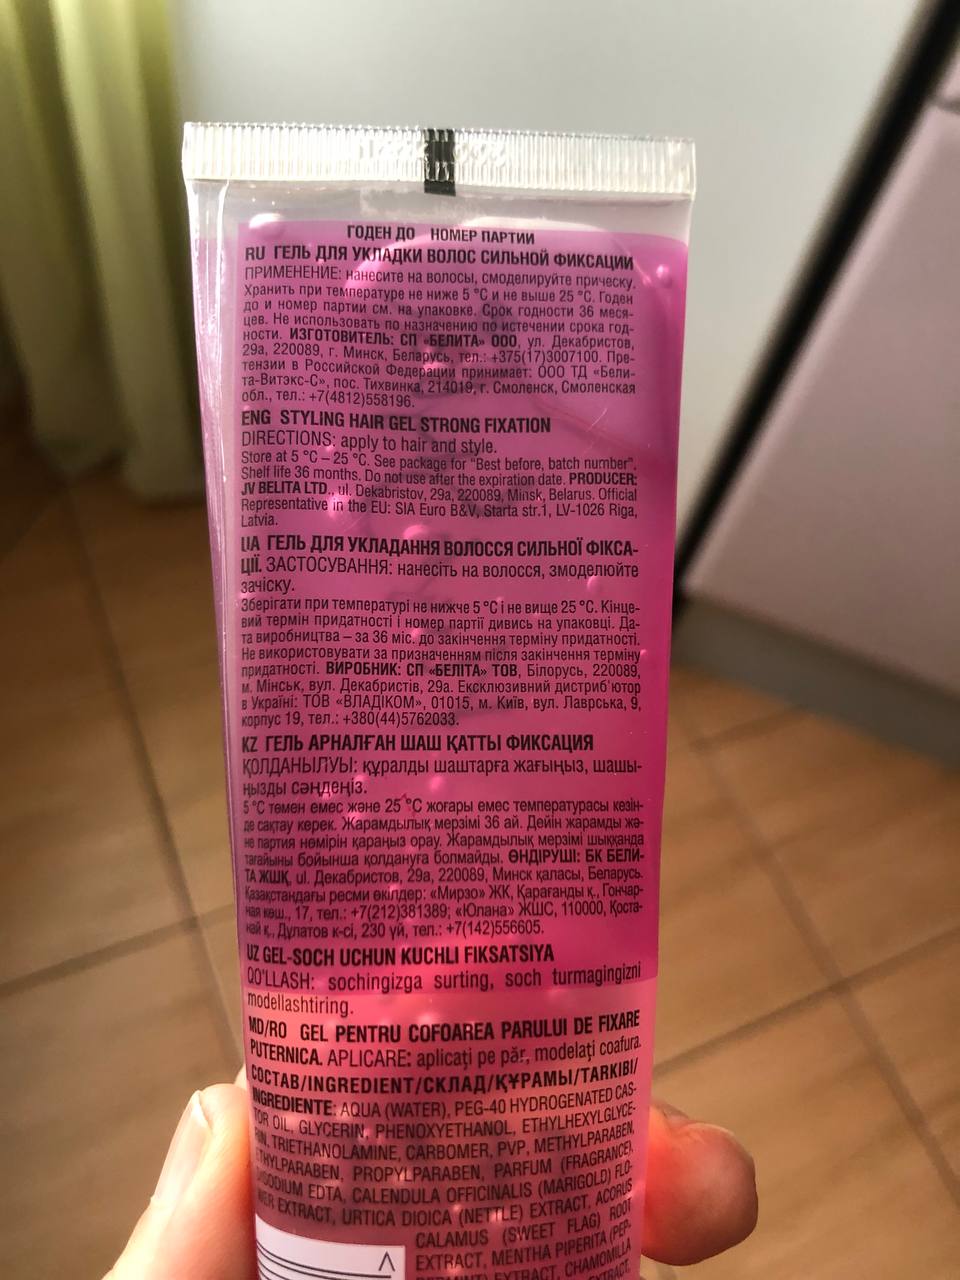 ГОДЕН ДО НОМЕР ПАРТИИ
RU ГЕЛЬ ДЛЯ УКЛАДКИ ВОЛОС СИЛЬНОЙ ФИКСАЦИИ
ПРИМЕНЕНИЕ: нанесите на волосы, смоделируйте прическу.
Хранить при температуре не ниже 5 °C и не выше 25 °C. Годен
до и номер партии см. на упаковке. Срок годности 36 меся-
цев. Не использовать по назначению по истечении срока год-
ности. ИЗГОТОВИТЕЛЬ: СП «БЕЛИТА» ООО, ул. Декабристов,
29а, 220089, г. Минск, Беларусь, тел.: +375(17)3007100. Пре-
тензии в Российской Федерации принимает: ООО ТД «Бели-
та-Витэкс-С», пос. Тихвинка, 214019, г. Смоленск, Смоленская
обл., тел.: +7(4812)558196.
ENG STYLING HAIR GEL STRONG FIXATION
DIRECTIONS: apply to hair and style.
Store at 5 °C – 25 °C. See package for "Best before, batch number".
Shelf life 36 months. Do not use after the expiration date. PRODUCER:
JV BELITA LTD., ul. Dekabristov, 29a, 220089, Minsk, Belarus. Official
Representative in the EU: SIA Euro B&V, Starta str.1, LV-1026 Riga,
Latvia.
UA ГЕЛЬ ДЛЯ УКЛАДАННЯ ВОЛОССЯ СИЛЬНОЇ ФІКСА-
ЦІЇ. ЗАСТОСУВАННЯ: нанесіть на волосся, змоделюйте
зачіску.
Зберігати при температурі не нижче 5 °C і не вище 25 °C. Кінце-
вий термін придатності і номер партії дивись на упаковці. Да-
та виробництва – за 36 міс. до закінчення терміну придатності.
Не використовувати за призначенням після закінчення терміну
придатності. ВИРОБНИК: СП «БЕЛІТА» ТОВ, Білорусь, 220089,
м. Мінськ, вул. Декабристів, 29а. Ексклюзивний дистриб'ютор
в Україні: ТОВ «ВЛАДІКОМ», 01015, м. Київ, вул. Лаврська, 9,
корпус 19, тел.: +380(44)5762033.
KZ ГЕЛЬ АРНАЛҒАН ШАШ ҚАТТЫ ФИКСАЦИЯ
ҚОЛДАНЫЛУЫ: құралды шаштарға жағыңыз, шашы-
ңызды сәндеңіз.
5 °C төмен емес және 25 °C жоғары емес температурасы кезін-
де сақтау керек. Жарамдылық мерзімі 36 ай. Дейін жарамды жә-
не партия нөмірін қараңыз орау. Жарамдылық мерзімі шыққанда
тағайыны бойынша қолдануға болмайды. ӨНДІРУШІ: БК БЕЛИ-
ТА ЖШҚ, ul. Декабристов, 29a, 220089, Минск қаласы, Беларусь.
Қазақстандағы ресми өкілдер: «Мирзо» ЖК, Қарағанды қ., Гончар-
ная көш., 17, тел.: +7(212)381389; «Юлана» ЖШС, 110000, Қоста-
най қ., Дулатов к-сі, 230 үй, тел.: +7(142)556605.
UZ GEL-SOCH UCHUN KUCHLI FIKSATSIYA
QO'LLASH: sochingizga surting, soch turmagingizni
modellashtiring.
MD/RO GEL PENTRU COFOAREA PARULUI DE FIXARE
PUTERNICA. APLICARE: aplicați pe păr, modelați coafura.
СОСТАВ/INGREDIENT/СКЛАД/ҚҰРАМЫ/TARKIBI/
INGREDIENTE: AQUA (WATER), PEG-40 HYDROGENATED CAS-
TOR OIL, GLYCERIN, PHENOXYETHANOL, ETHYLHEXYLGLYCE-
RIN, TRIETHANOLAMINE, CARBOMER, PVP, METHYLPARABEN,
ETHYLPARABEN, PROPYLPARABEN, PARFUM (FRAGRANCE),
DISODIUM EDTA, CALENDULA OFFICINALIS (MARIGOLD) FLO-
WER EXTRACT, URTICA DIOICA (NETTLE) EXTRACT, ACORUS
CALAMUS (SWEET FLAG) ROOT
EXTRACT, MENTHA PIPERITA (PEP-
PERMINT) EXTRACT, CHAMOMILLA
EXTRACT,